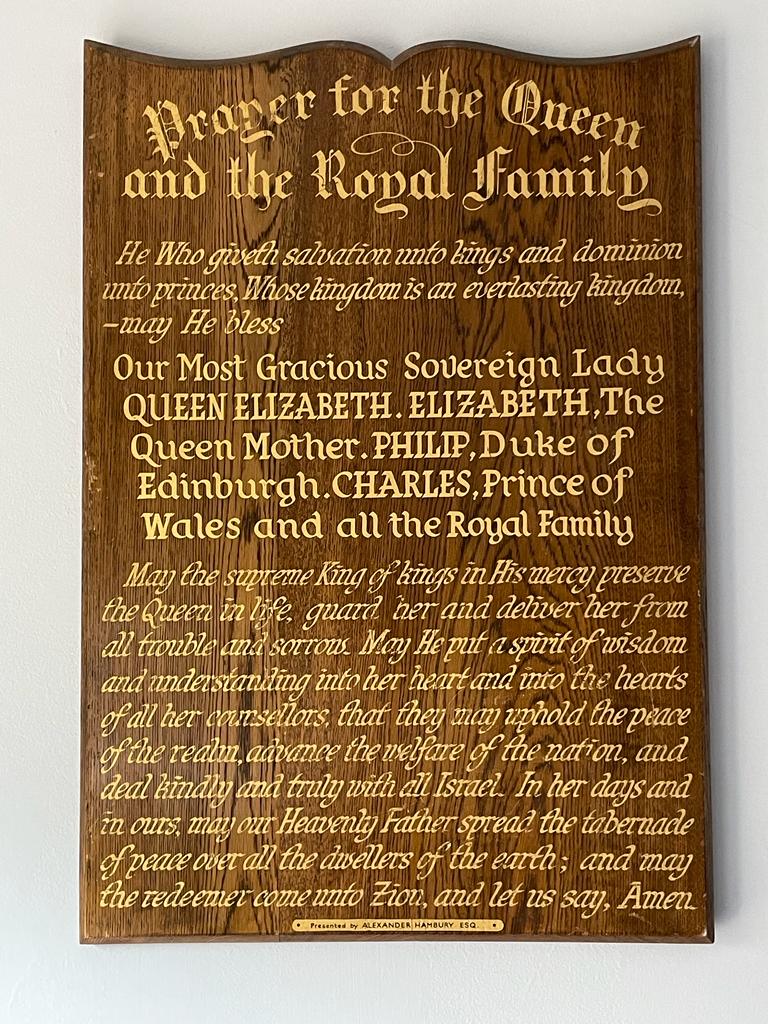 Prayer for the Queen
and the Royal Family
He Who giveth salvation unto kings and dominion
unto princes, Whose kingdom is an everlasting kingdom,
—may He bless
Our Most Gracious Sovereign Lady
QUEEN ELIZABETH. ELIZABETH, The
Queen Mother. PHILIP, Duke of
Edinburgh. CHARLES, Prince of
Wales and all the Royal Family
May the supreme King of kings in His mercy preserve
the Queen in life, guard her and deliver her from
all trouble and sorrow. May He put a spirit of wisdom
and understanding into her heart and into the hearts
of all her counsellors, that they may uphold the peace
of the realm, advance the welfare of the nation, and
deal kindly and truly with all Israel. In her days and
in ours, may our Heavenly Father spread the tabernacle
of peace over all the dwellers of the earth; and may
the redeemer come unto Zion, and let us say, Amen.
Presented by ALEXANDER HAMBURY ESQ.